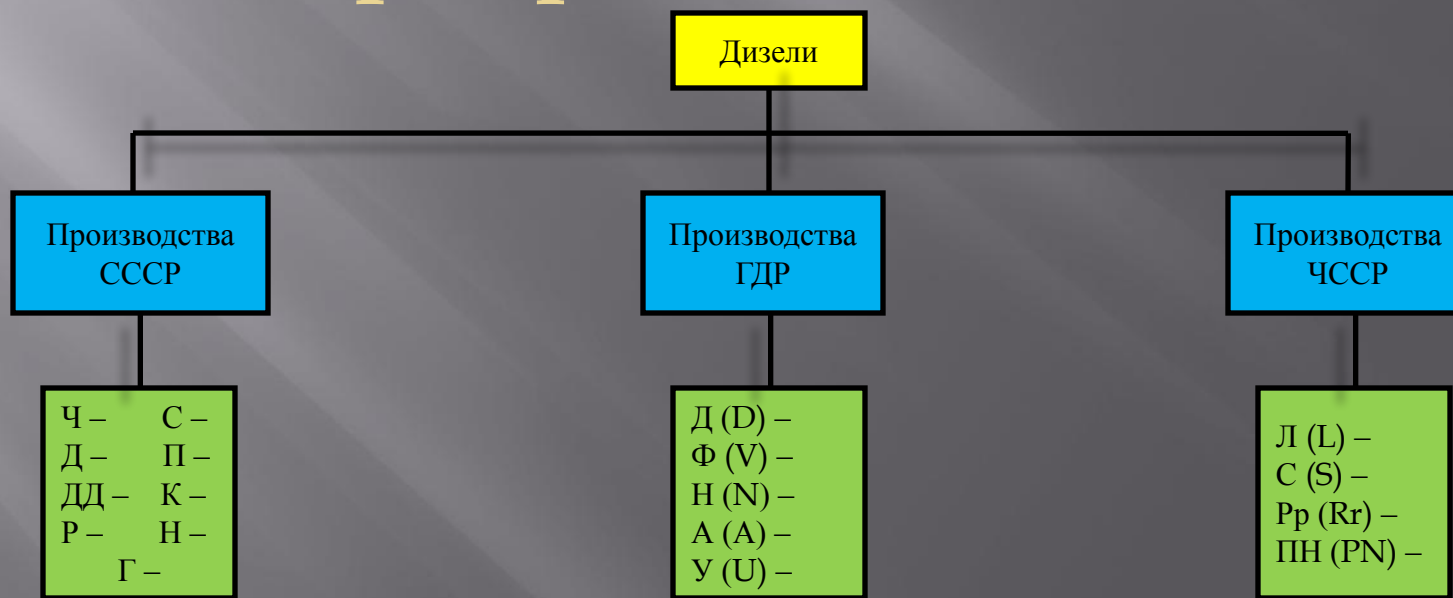 Дизели
Производства
СССР
Производства
ГДР
Производства
ЧССР
Ч – С –
Д – П –
ДД – К –
Р – Н –
Г –
Д (D) –
Ф (V) –
Н (N) –
А (A) –
У (U) –
Л (L) –
С (S) –
Рр (Rr) –
ПН (PN) –